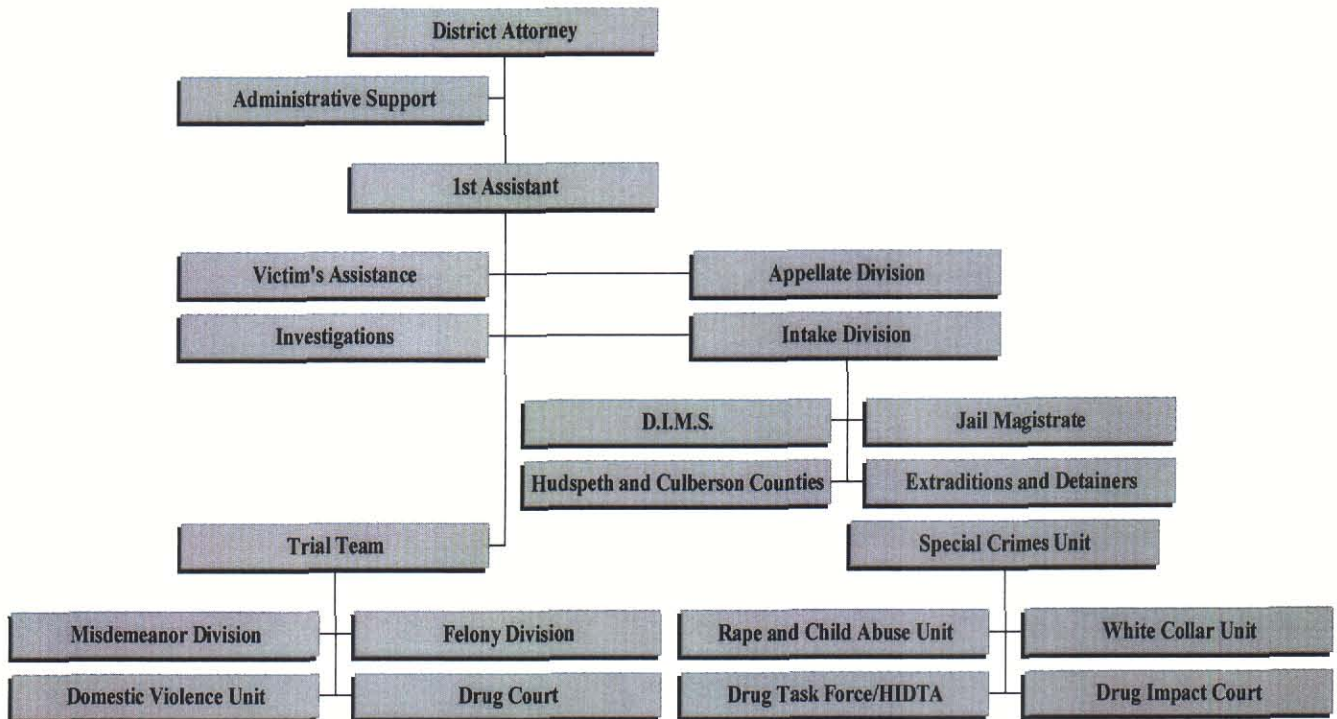 District Attorney
Administrative Support
1st Assistant
Victim's Assistance
Appellate Division
Investigations
Intake Division
D.I.M.S.
Jail Magistrate
Hudspeth and Culberson Counties
Extraditions and Detainers
Trial Team
Special Crimes Unit
Misdemeanor Division
Felony Division
Rape and Child Abuse Unit
White Collar Unit
Domestic Violence Unit
Drug Court
Drug Task Force/HIDTA
Drug Impact Court